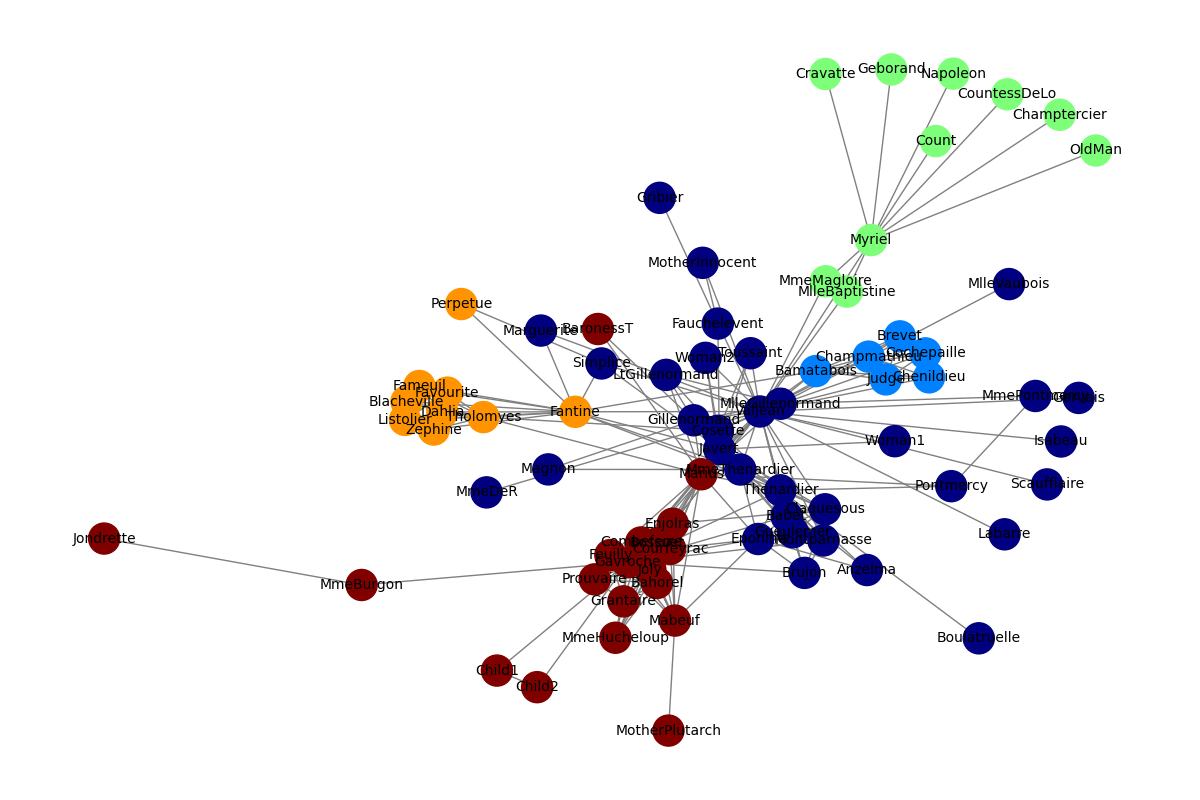 Cravatte
Geborand
Napoleon
CountessDeLo
Champtercier
Count
OldMan
Gribier
Myriel
MotherInnocent
MmeMagloire
MlleBaptistine
MlleVaubois
Perpetue
Fauchelevent
Marguerite
BaronessT
Brevet
Woman2
Toussaint
Champmathieu
Cochepaille
Simplice
LtGillenormand
Bamatabois
Judge
Chenildieu
Fameuil
Favourite
Blacheville
Dahlia
Tholomyes
Fantine
MlleGillenormand
Valjean
MmePontmercy
Gervais
Listolier
Zephine
Gillenormand
Cosette
Javert
Woman1
Isabeau
Magnon
Marius
MmeThenardier
MmeDeR
Thenardier
Pontmercy
Scaufflaire
Claquesous
Babet
Enjolras
Gueulemer
Labarre
Jondrette
Combeferre
Eponine
Montparnasse
Courfeyrac
Feuilly
Gavroche
Joly
Brujon
Anzelma
MmeBurgon
Prouvaire
Bahorel
Grantaire
Mabeuf
MmeHucheloup
Boulatruelle
Child1
Child2
MotherPlutarch